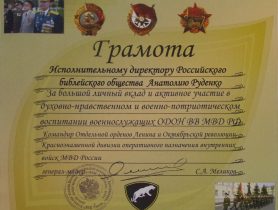 Грамота
Исполнительному директору Российского
библейского общества Анатолию Руденко
За большой личный вклад и активное участие в
духовно-нравственном и военно-патриотическом
воспитании военнослужащих ОДОН ВВ МВД РФ
Командир Отдельной ордена Ленина и Октябрьской революции
Краснознаменной дивизии оперативного назначения внутренних
войск МВД России
генерал-майор С.А. Меликов